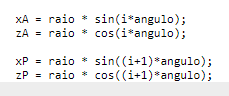 xA = raio * sin(i*angulo);
zA = raio * cos(i*angulo);
xP = raio * sin((i+1)*angulo);
zP = raio * cos((i+1)*angulo);